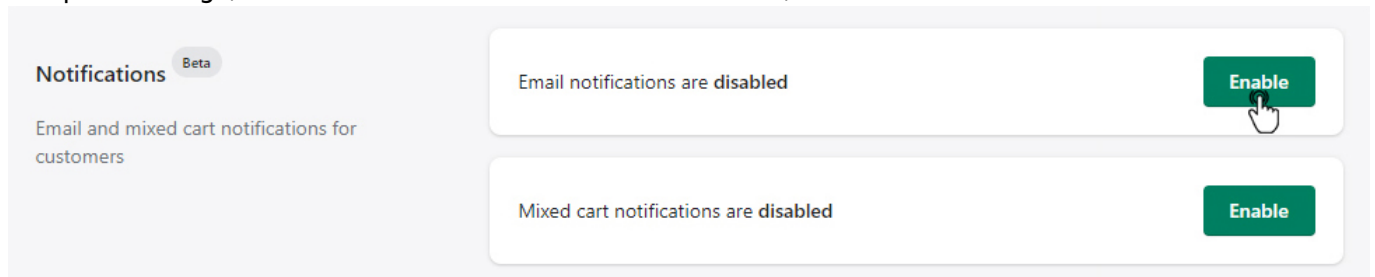 Notifications Beta
Email and mixed cart notifications for
customers
Email notifications are disabled
Enable
Mixed cart notifications are disabled
Enable